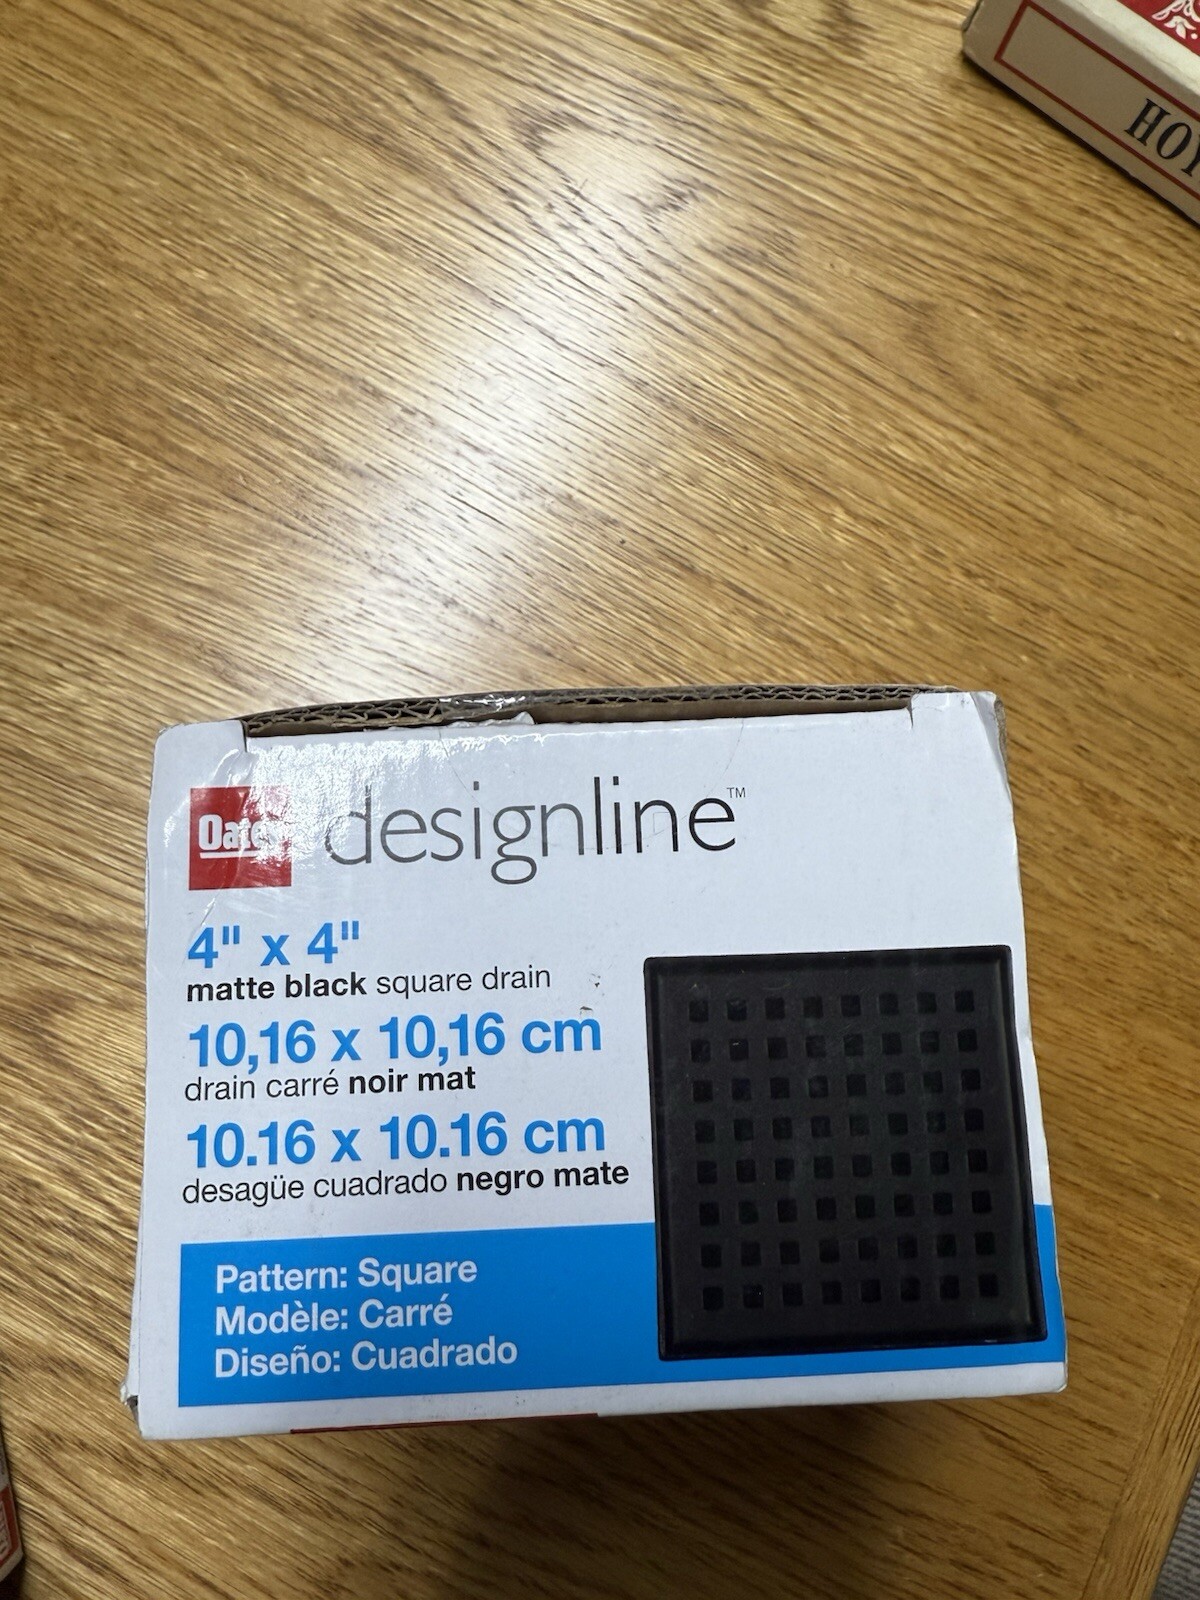 designline™
4" x 4"
matte black square drain
10,16 x 10,16 cm
drain carré noir mat
10.16 x 10.16 cm
desagüe cuadrado negro mate
Pattern: Square
Modèle: Carré
Diseño: Cuadrado